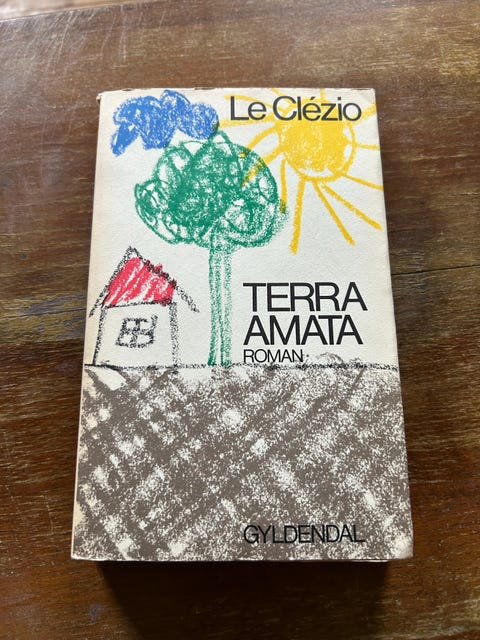 Le Clézio
TERRA
AMATA
ROMAN
GYLDENDAL